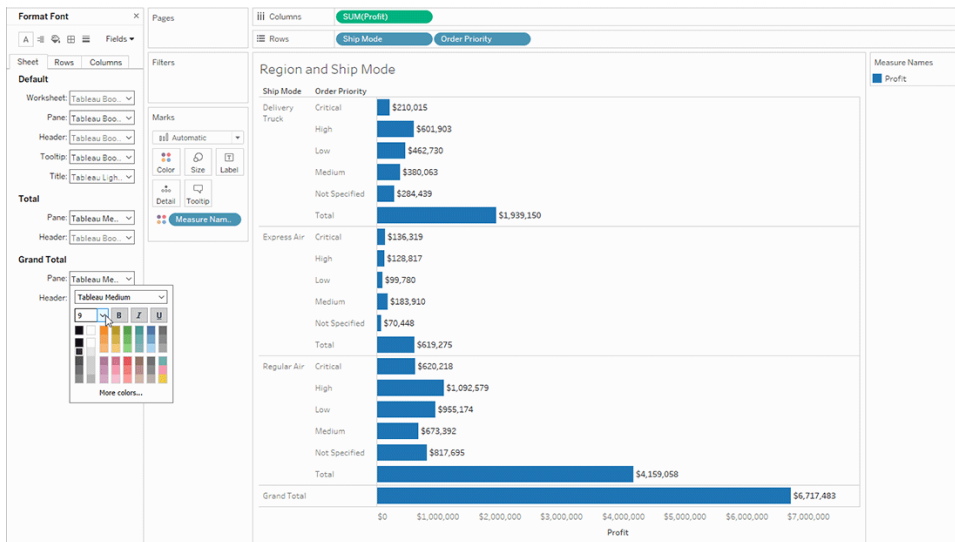 Format Font ×
A Fields
Sheet Rows Columns
Default
Worksheet: Tableau Boo..
Pane: Tableau Boo..
Header: Tableau Boo..
Tooltip: Tableau Boo..
Title: Tableau Ligh..
Total
Pane: Tableau Me..
Header: Tableau Boo..
Grand Total
Pane: Tableau Me..
Header:
Tableau Medium
9 B I U
More colors...
Pages
Filters
Marks
Automatic
Color Size Label
Detail Tooltip
Measure Nam..
Columns SUM(Profit)
Rows Ship Mode Order Priority
Region and Ship Mode
Ship Mode Order Priority
Delivery Truck Critical $210,015
High $601,903
Low $462,730
Medium $380,063
Not Specified $284,439
Total $1,939,150
Express Air Critical $136,319
High $128,817
Low $99,780
Medium $183,910
Not Specified $70,448
Total $619,275
Regular Air Critical $620,218
High $1,092,579
Low $955,174
Medium $673,392
Not Specified $817,695
Total $4,159,058
Grand Total $6,717,483
$0 $1,000,000 $2,000,000 $3,000,000 $4,000,000 $5,000,000 $6,000,000 $7,000,000
Profit
Measure Names
Profit